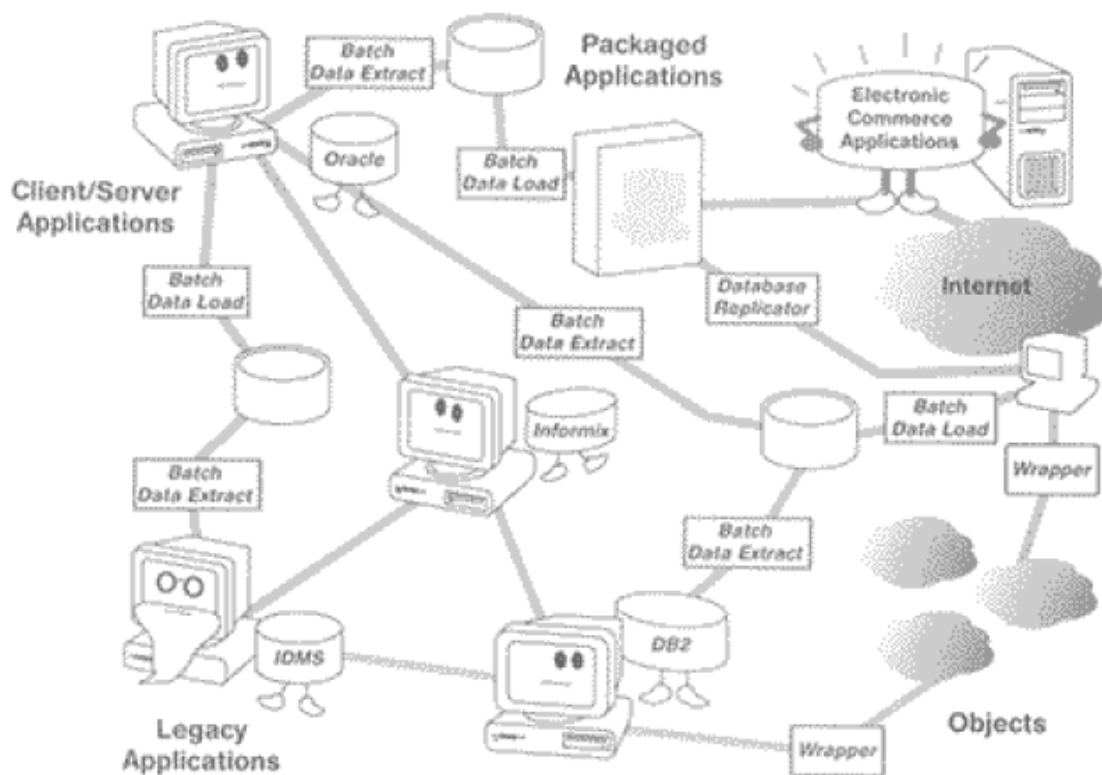 Batch
Data Extract
Packaged
Applications
Electronic
Commerce
Applications
Oracle
Batch
Data Load
Client/Server
Applications
Batch
Data Load
Database
Replicator
Internet
Batch
Data Extract
Informix
Batch
Data Load
Batch
Data Extract
Wrapper
Batch
Data Extract
IDMS
DB2
Legacy
Applications
Wrapper
Objects